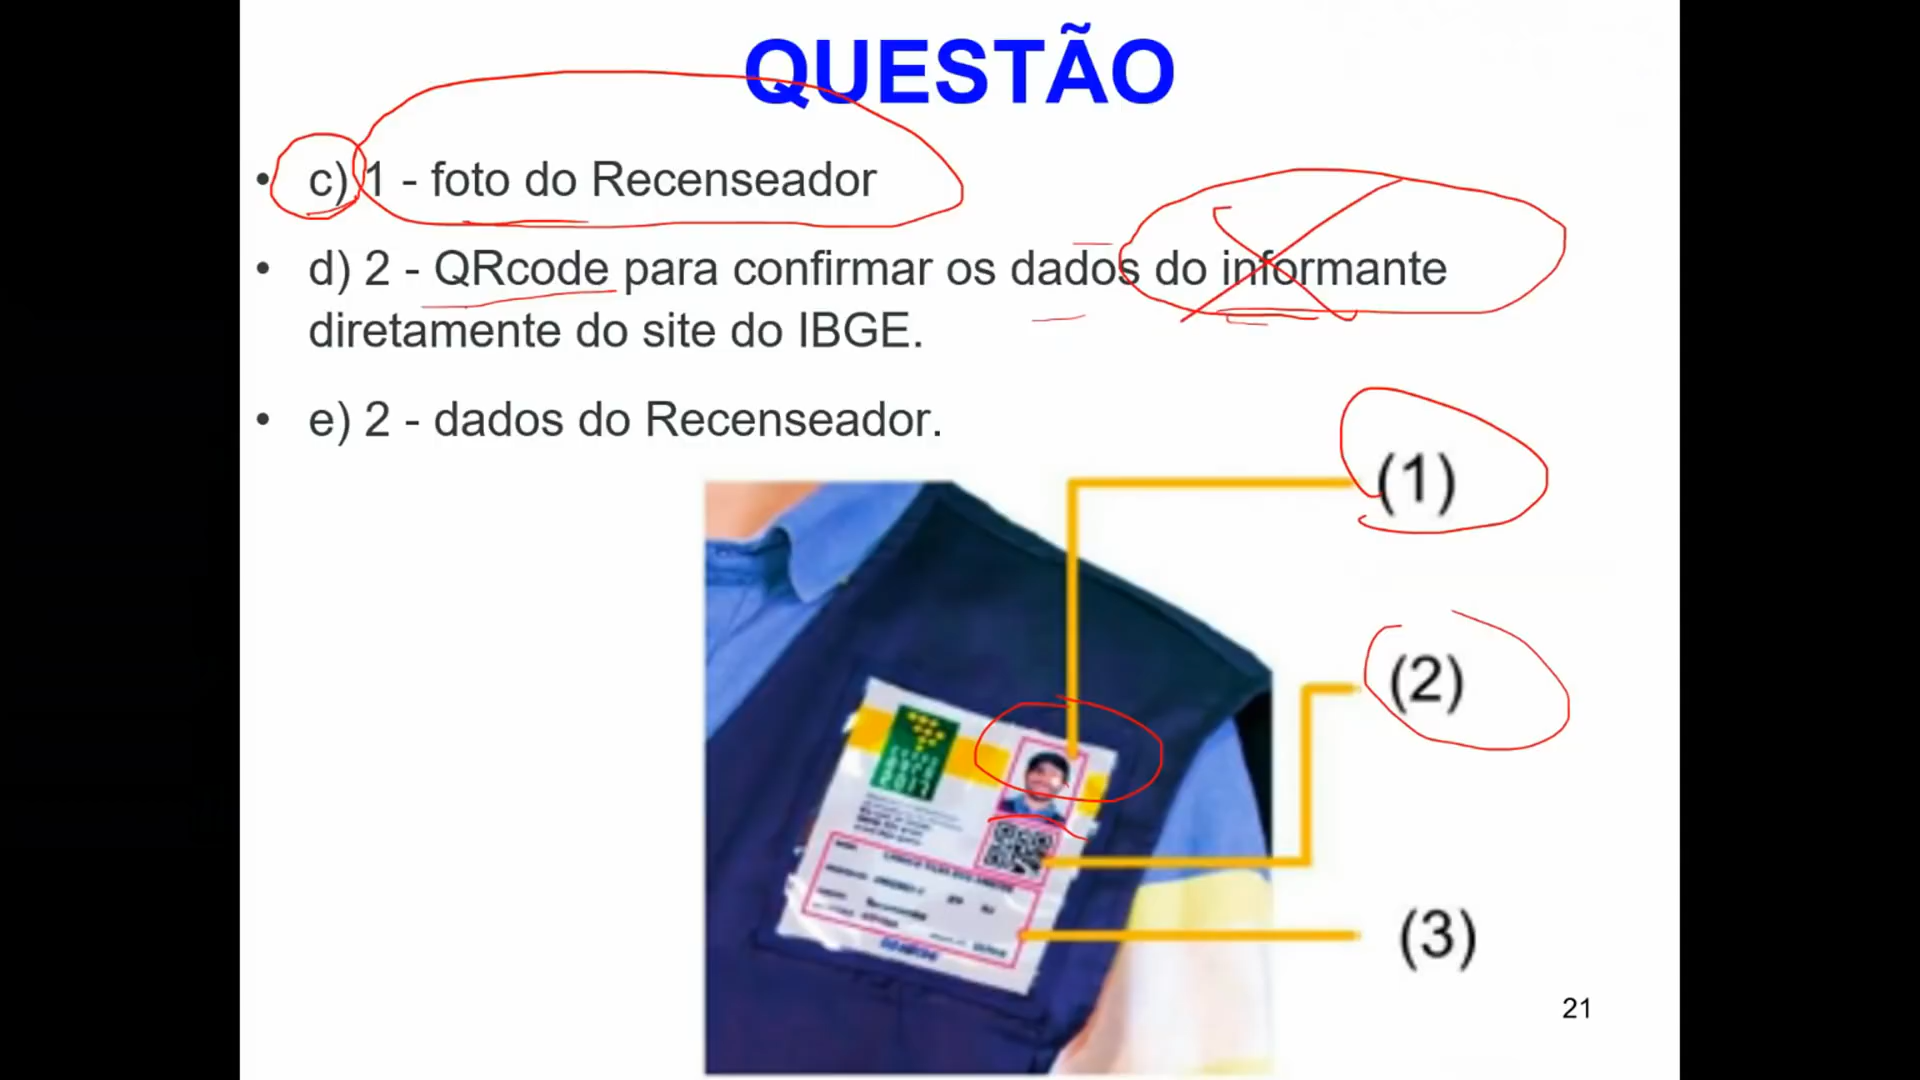 QUESTÃO
• c) 1 - foto do Recenseador
• d) 2 - QRcode para confirmar os dados do informante
diretamente do site do IBGE.
• e) 2 - dados do Recenseador.
(1)
(2)
(3)
21